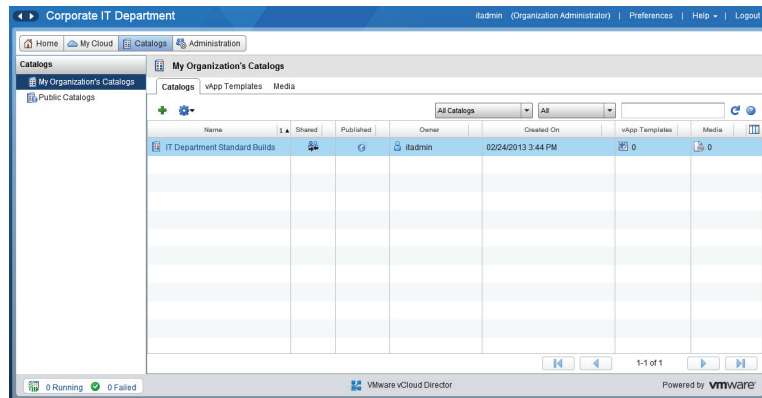 Corporate IT Department
itadmin (Organization Administrator) | Preferences | Help | Logout
Home My Cloud Catalogs Administration
Catalogs
My Organization's Catalogs
Public Catalogs
My Organization's Catalogs
Catalogs vApp Templates Media
All Catalogs All
Name 1 Shared Published Owner Created On vApp Templates Media
IT Department Standard Builds itadmin 02/24/2013 3:44 PM 0 0
1-1 of 1
0 Running 0 Failed
VMware vCloud Director
Powered by vmware